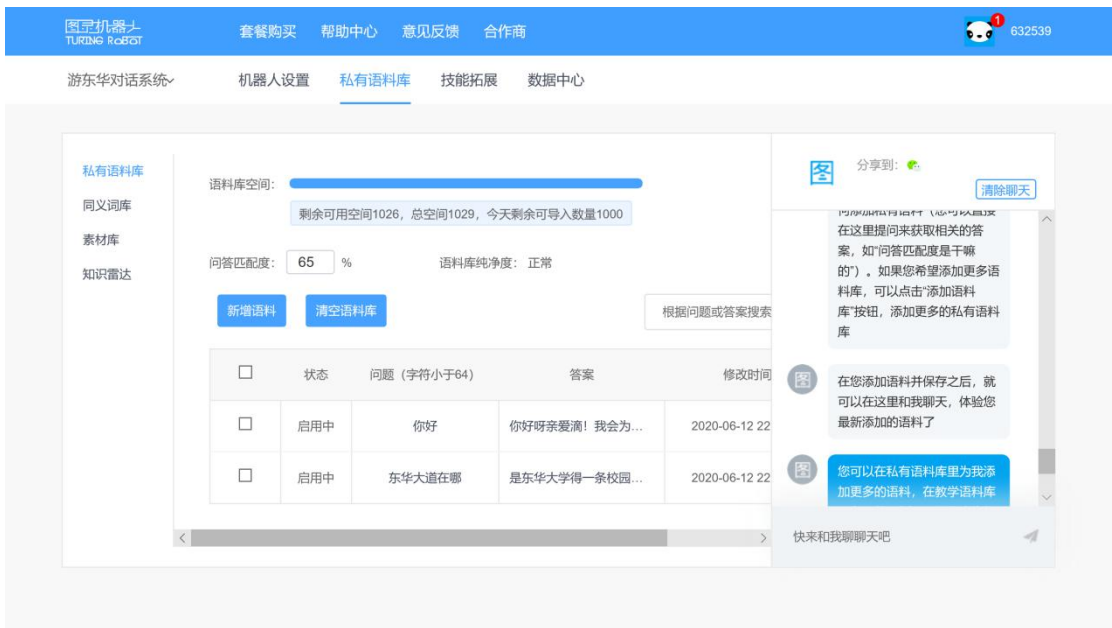 图灵机器人
TURING ROBOT
套餐购买 帮助中心 意见反馈 合作商
1
632539
游东华对话系统
机器人设置 私有语料库 技能拓展 数据中心
私有语料库
同义词库
素材库
知识雷达
语料库空间：
剩余可用空间1026，总空间1029，今天剩余可导入数量1000
问答匹配度： 65 % 语料库纯净度：正常
新增语料 清空语料库 根据问题或答案搜索
状态 问题（字符小于64） 答案 修改时间
启用中 你好 你好呀亲爱滴！我会为... 2020-06-12 22
启用中 东华大道在哪 是东华大学得一条校园... 2020-06-12 22
图 分享到：
清除聊天
何添加私有语料（您可以直接
在这里提问来获取相关的答
案，如“问答匹配度是干嘛
的”）。如果您希望添加更多语
料库，可以点击“添加语料
库”按钮，添加更多的私有语料
库
图
在您添加语料并保存之后，就
可以在这里和我聊天，体验您
最新添加的语料了
图
您可以在私有语料库里为我添
加更多的语料，在教学语料库
快来和我聊聊天吧